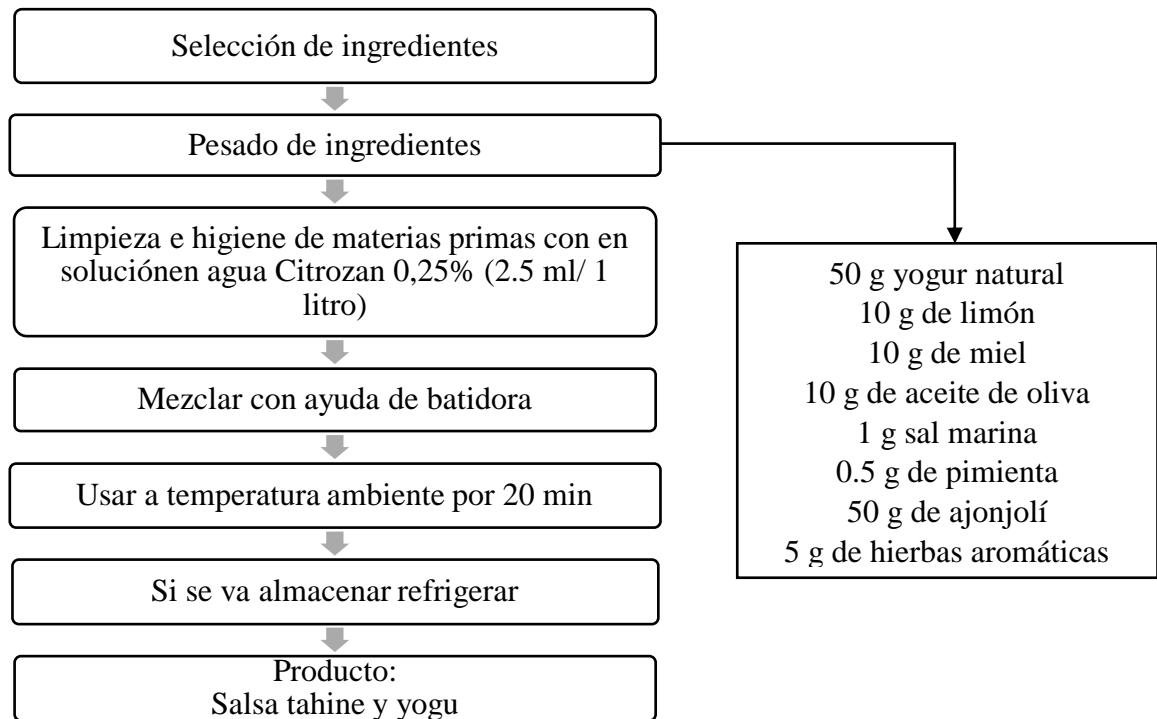 Selección de ingredientes
Pesado de ingredientes
Limpieza e higiene de materias primas con en
soluciónen agua Citrozan 0,25% (2.5 ml/ 1
litro)
Mezclar con ayuda de batidora
Usar a temperatura ambiente por 20 min
Si se va almacenar refrigerar
Producto:
Salsa tahine y yogu
50 g yogur natural
10 g de limón
10 g de miel
10 g de aceite de oliva
1 g sal marina
0.5 g de pimienta
50 g de ajonjolí
5 g de hierbas aromáticas